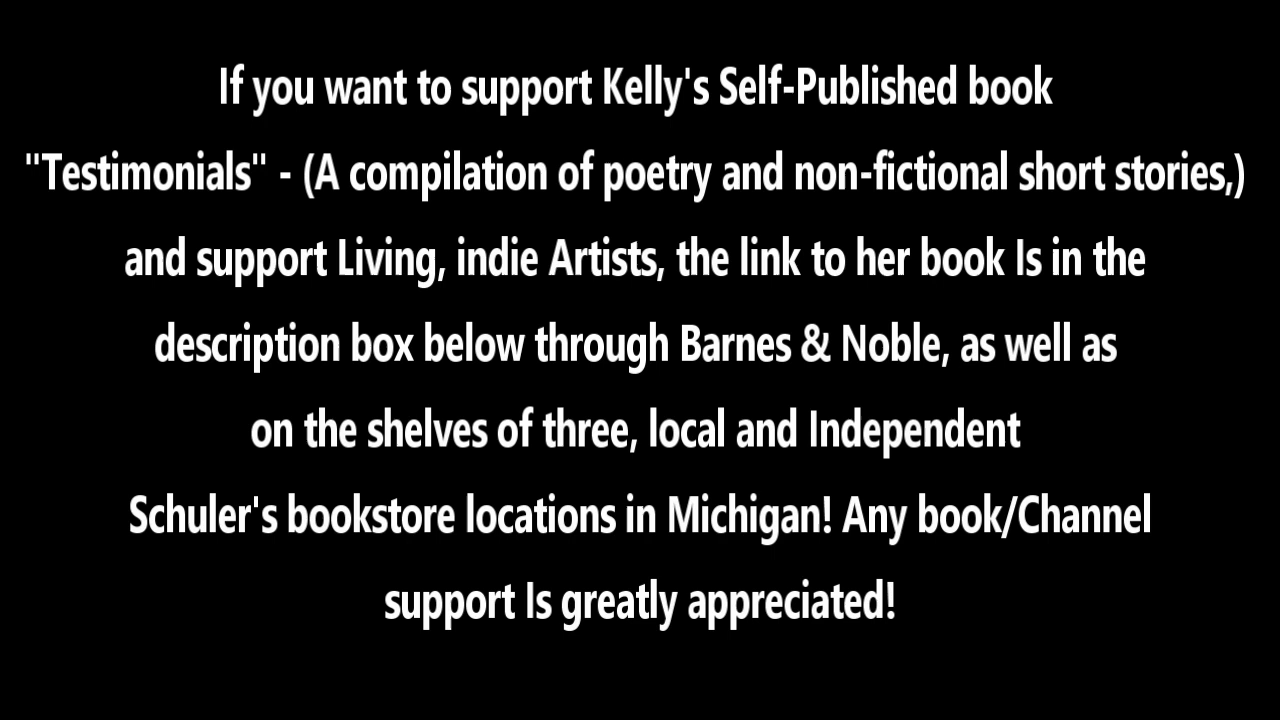 If you want to support Kelly's Self-Published book
"Testimonials" - (A compilation of poetry and non-fictional short stories,)
and support Living, indie Artists, the link to her book Is in the
description box below through Barnes & Noble, as well as
on the shelves of three, local and Independent
Schuler's bookstore locations in Michigan! Any book/Channel
support Is greatly appreciated!